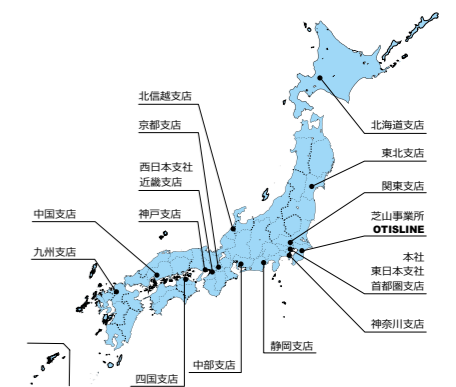 北信越支店
京都支店
西日本支社
近畿支店
中国支店
神戸支店
九州支店
四国支店
中部支店
静岡支店
北海道支店
東北支店
関東支店
芝山事業所
OTISLINE
本社
東日本支社
首都圏支店
神奈川支店